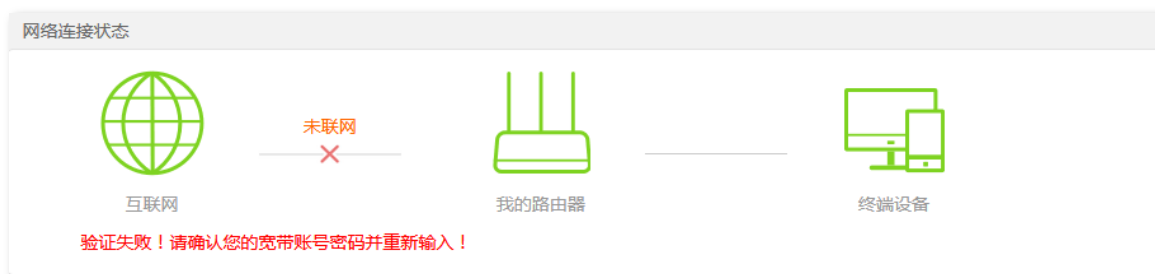 网络连接状态
未联网
互联网
我的路由器
终端设备
验证失败！请确认您的宽带账号密码并重新输入！